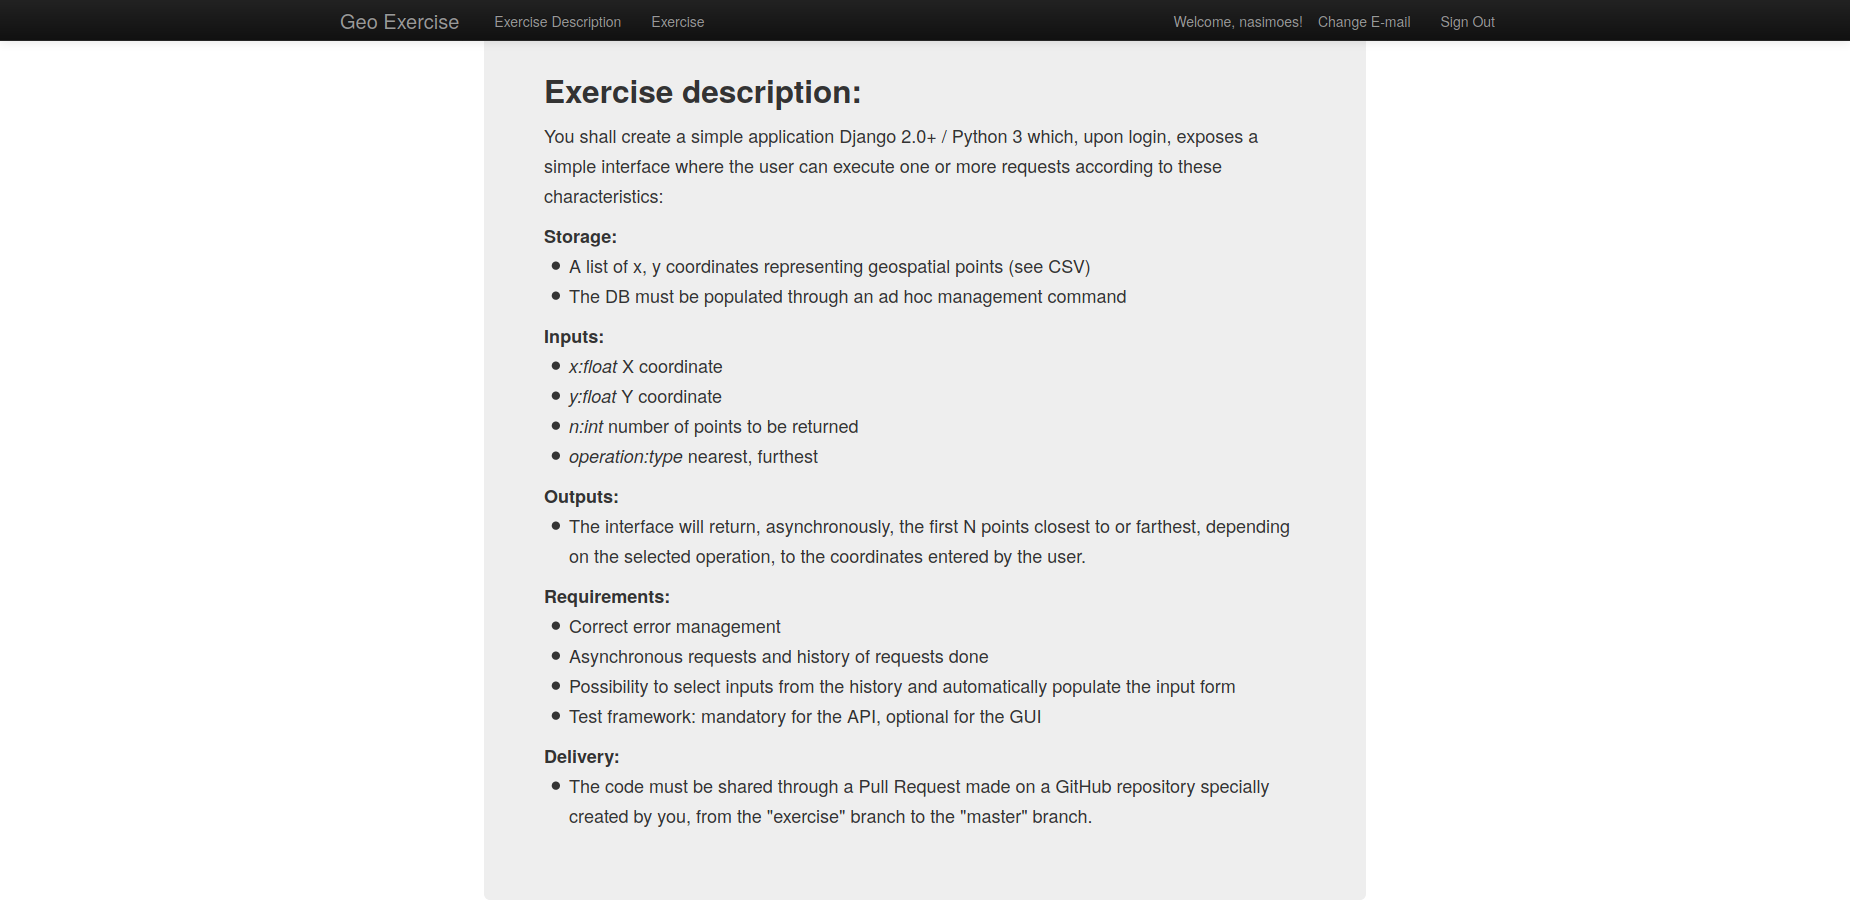 Geo Exercise Exercise Description Exercise Welcome, nasimoes! Change E-mail Sign Out
Exercise description:
You shall create a simple application Django 2.0+ / Python 3 which, upon login, exposes a
simple interface where the user can execute one or more requests according to these
characteristics:
Storage:
● A list of x, y coordinates representing geospatial points (see CSV)
● The DB must be populated through an ad hoc management command
Inputs:
● x:float X coordinate
● y:float Y coordinate
● n:int number of points to be returned
● operation:type nearest, furthest
Outputs:
● The interface will return, asynchronously, the first N points closest to or farthest, depending
on the selected operation, to the coordinates entered by the user.
Requirements:
● Correct error management
● Asynchronous requests and history of requests done
● Possibility to select inputs from the history and automatically populate the input form
● Test framework: mandatory for the API, optional for the GUI
Delivery:
● The code must be shared through a Pull Request made on a GitHub repository specially
created by you, from the "exercise" branch to the "master" branch.